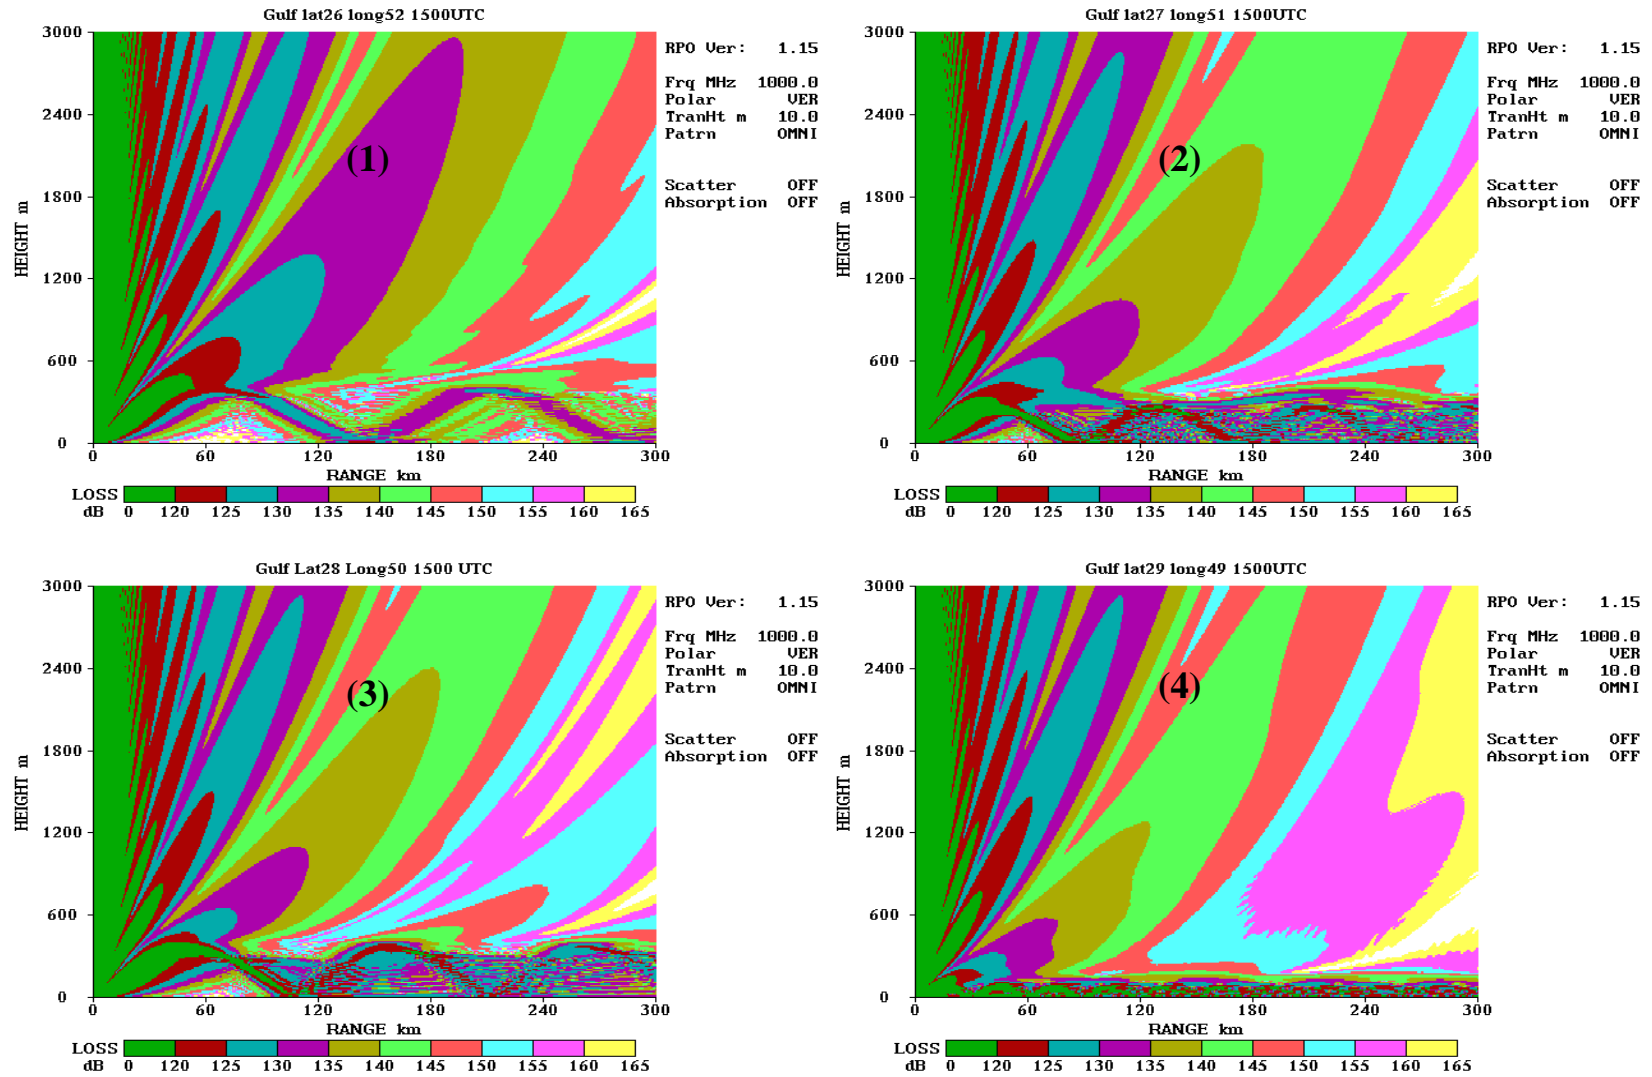 Gulf lat26 long52 1500UTC
3000
2400
1800
1200
600
0
HEIGHT m
(1)
0 60 120 180 240 300
RANGE km
LOSS
dB 0 120 125 130 135 140 145 150 155 160 165
RPO Ver: 1.15
Frq MHz 1000.0
Polar VER
TranHt m 10.0
Patrn OMNI
Scatter OFF
Absorption OFF
Gulf lat27 long51 1500UTC
3000
2400
1800
1200
600
0
HEIGHT m
(2)
0 60 120 180 240 300
RANGE km
LOSS
dB 0 120 125 130 135 140 145 150 155 160 165
RPO Ver: 1.15
Frq MHz 1000.0
Polar VER
TranHt m 10.0
Patrn OMNI
Scatter OFF
Absorption OFF
Gulf Lat28 Long50 1500 UTC
3000
2400
1800
1200
600
0
HEIGHT m
(3)
0 60 120 180 240 300
RANGE km
LOSS
dB 0 120 125 130 135 140 145 150 155 160 165
RPO Ver: 1.15
Frq MHz 1000.0
Polar VER
TranHt m 10.0
Patrn OMNI
Scatter OFF
Absorption OFF
Gulf lat29 long49 1500UTC
3000
2400
1800
1200
600
0
HEIGHT m
(4)
0 60 120 180 240 300
RANGE km
LOSS
dB 0 120 125 130 135 140 145 150 155 160 165
RPO Ver: 1.15
Frq MHz 1000.0
Polar VER
TranHt m 10.0
Patrn OMNI
Scatter OFF
Absorption OFF